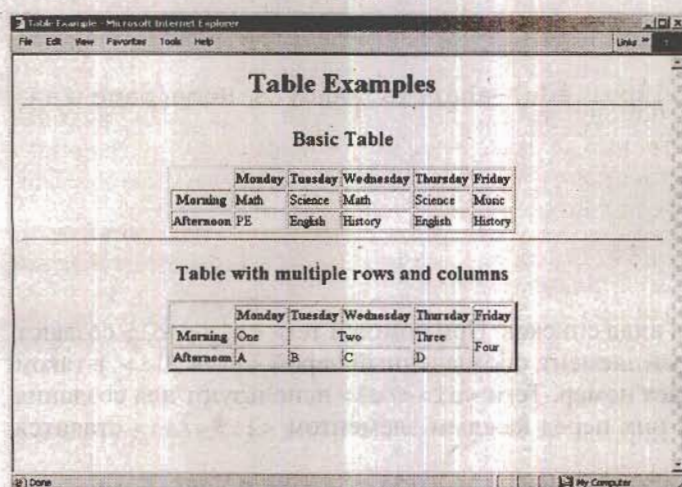 Table Example - Microsoft Internet Explorer
File Edit View Favorites Tools Help Links »
Table Examples
Basic Table
Monday Tuesday Wednesday Thursday Friday
Morning Math Science Math Science Music
Afternoon PE English History English History
Table with multiple rows and columns
Monday Tuesday Wednesday Thursday Friday
Morning One Two Three Four
Afternoon A B C D
Done My Computer